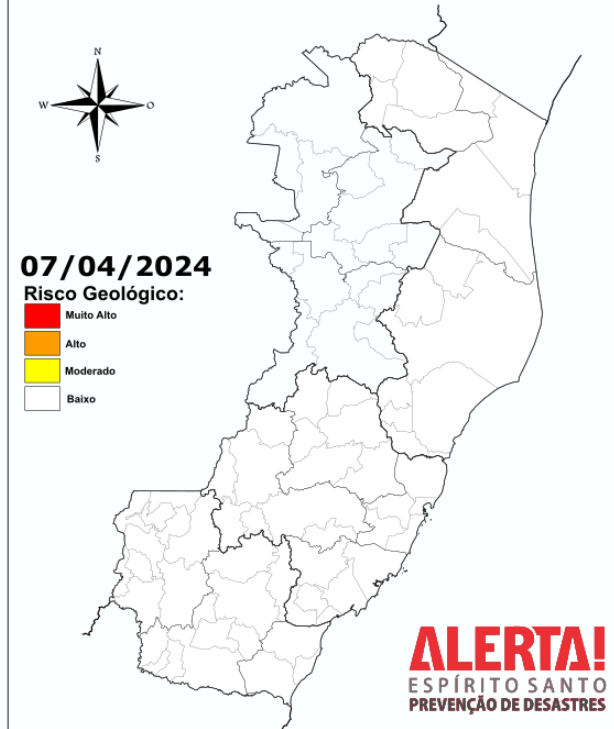 N
W
O
S
07/04/2024
Risco Geológico:
Muito Alto
Alto
Moderado
Baixo
ALERTA!
ESPÍRITO SANTO
PREVENÇÃO DE DESASTRES